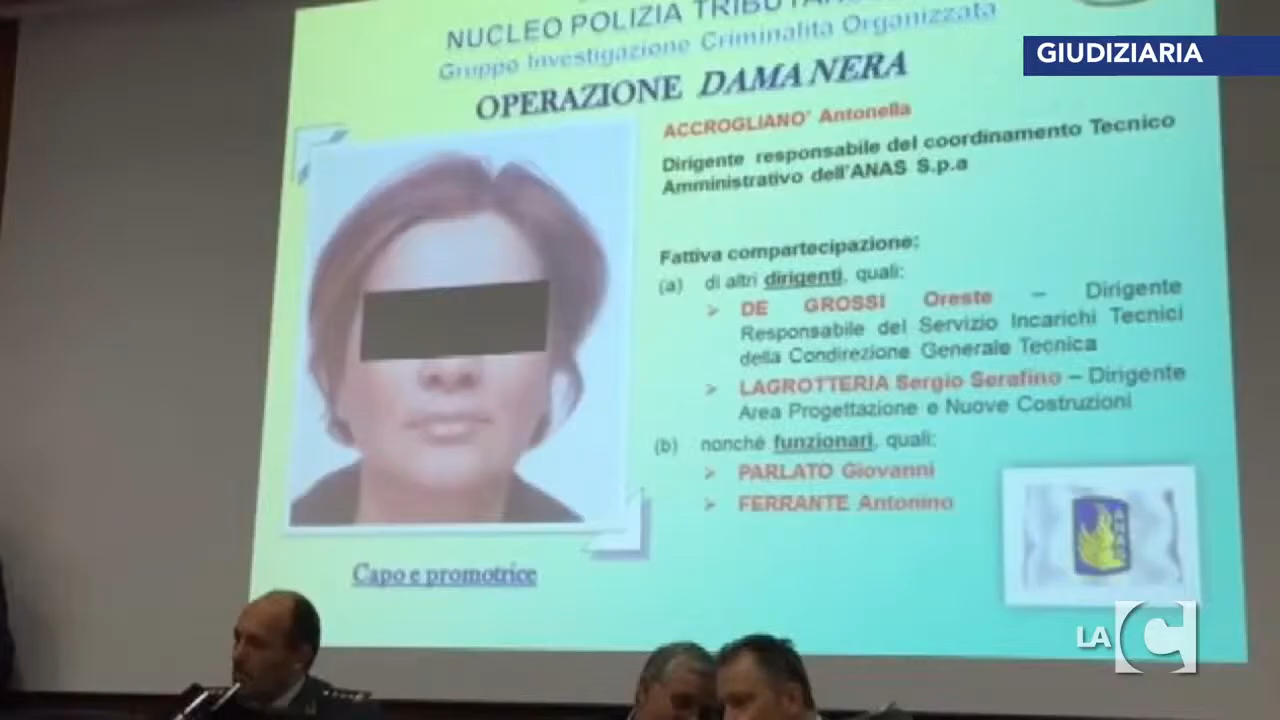 NUCLEO POLIZIA
GIUDIZIARIA
Gruppo Investigazione Criminalità Organizzata
OPERAZIONE DAMA NERA
ACCROGLIANO' Antonella
Dirigente responsabile del coordinamento Tecnico
Amministrativo dell'ANAS S.p.a
Fattiva compartecipazione:
(a) di altri dirigenti, quali:
➢ DE GROSSI Oreste – Dirigente
Responsabile del Servizio Incarichi Tecnici
della Condirezione Generale Tecnica
➢ LAGROTTERIA Sergio Serafino – Dirigente
Area Progettazione e Nuove Costruzioni
(b) nonché funzionari, quali:
➢ PARLATO Giovanni
➢ FERRANTE Antonino
Capo e promotrice
LA C